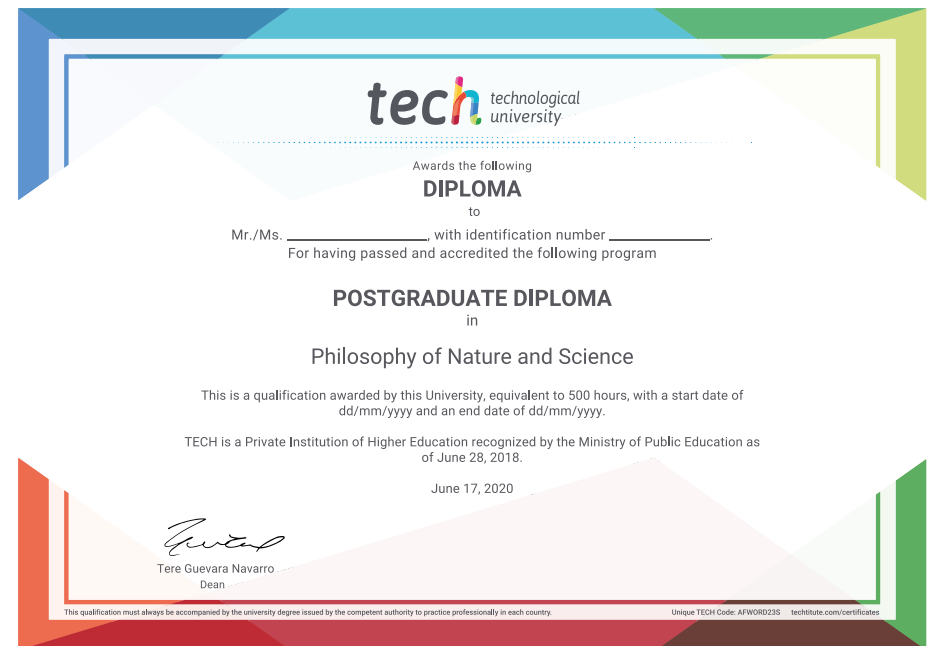 tech technological
university
Awards the following
DIPLOMA
to
Mr./Ms. ____________________, with identification number ______________.
For having passed and accredited the following program
POSTGRADUATE DIPLOMA
in
Philosophy of Nature and Science
This is a qualification awarded by this University, equivalent to 500 hours, with a start date of
dd/mm/yyyy and an end date of dd/mm/yyyy.
TECH is a Private Institution of Higher Education recognized by the Ministry of Public Education as
of June 28, 2018.
June 17, 2020
Tere Guevara Navarro
Dean
This qualification must always be accompanied by the university degree issued by the competent authority to practice professionally in each country.
Unique TECH Code: AFWORD23S techtitute.com/certificates